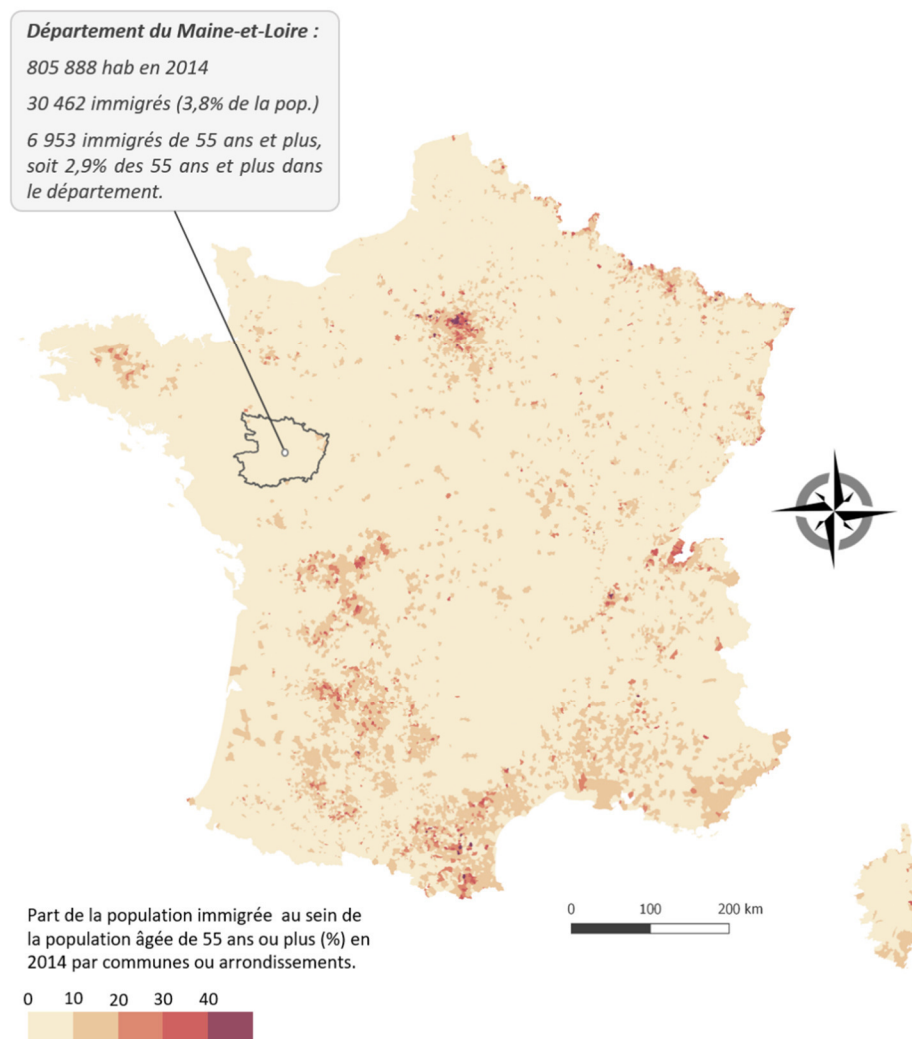 Département du Maine-et-Loire :
805 888 hab en 2014
30 462 immigrés (3,8% de la pop.)
6 953 immigrés de 55 ans et plus,
soit 2,9% des 55 ans et plus dans
le département.
0 100 200 km
Part de la population immigrée au sein de
la population âgée de 55 ans ou plus (%) en
2014 par communes ou arrondissements.
0 10 20 30 40